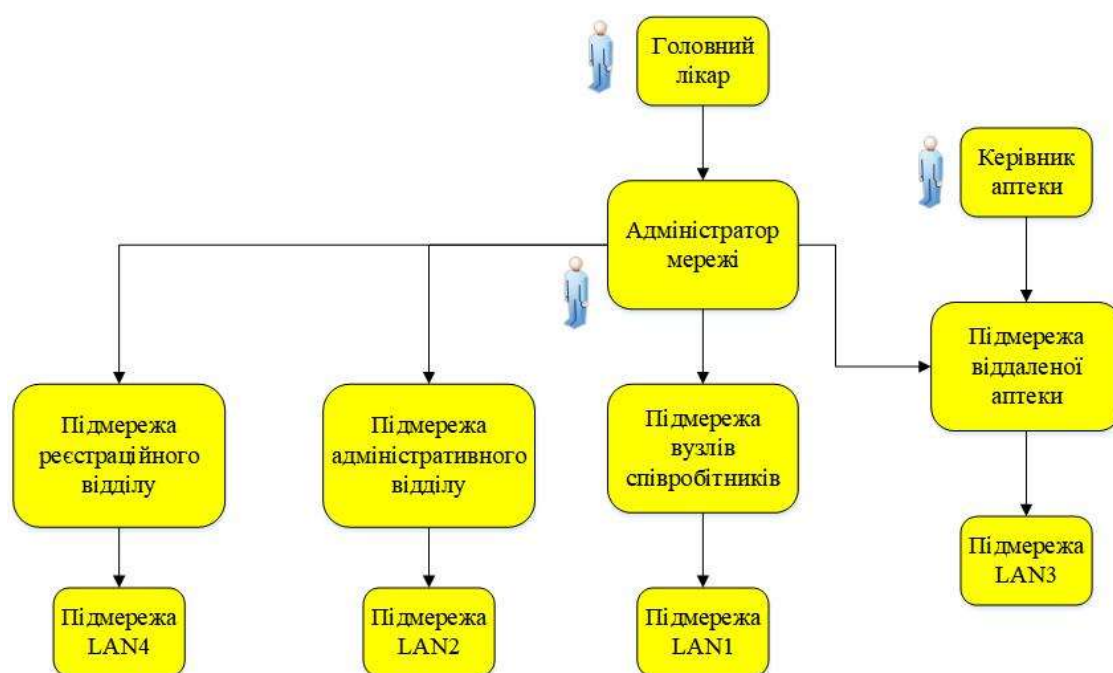 Головний
лікар
Керівник
аптеки
Адміністратор
мережі
Підмережа
віддаленої
аптеки
Підмережа
реєстраційного
відділу
Підмережа
адміністративного
відділу
Підмережа
вузлів
співробітників
Підмережа
LAN3
Підмережа
LAN4
Підмережа
LAN2
Підмережа
LAN1